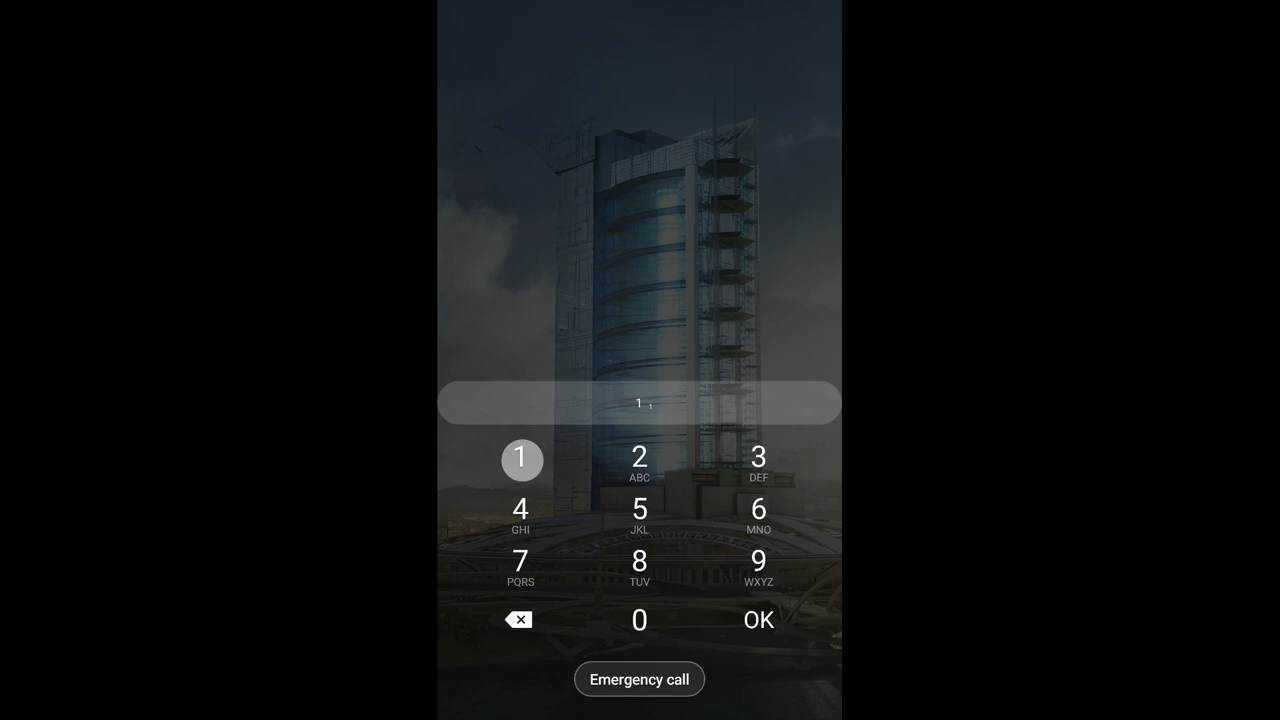 1 1
1 2 3
ABC DEF
4 5 6
GHI JKL MNO
7 8 9
PQRS TUV WXYZ
0 OK
Emergency call